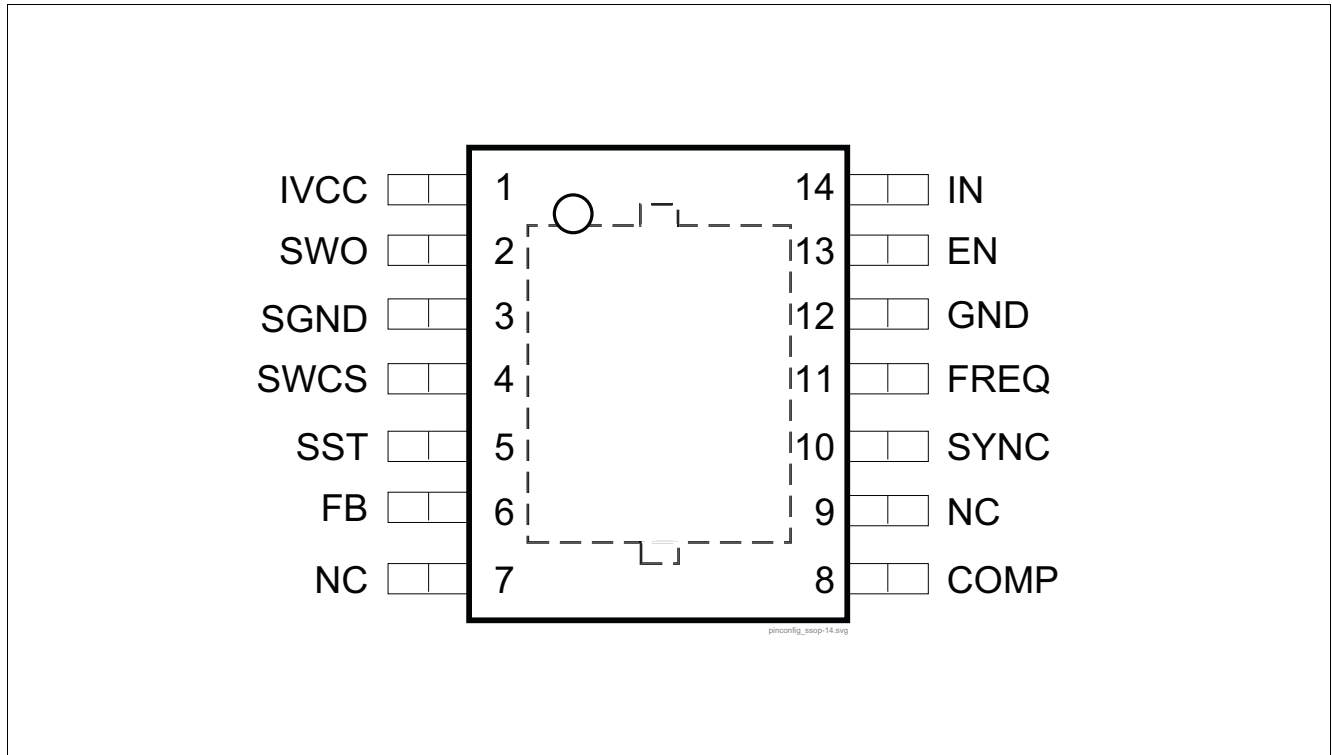 IVCC 1 14 IN
SWO 2 13 EN
SGND 3 12 GND
SWCS 4 11 FREQ
SST 5 10 SYNC
FB 6 9 NC
NC 7 8 COMP
pinconfig_ssop-14.svg